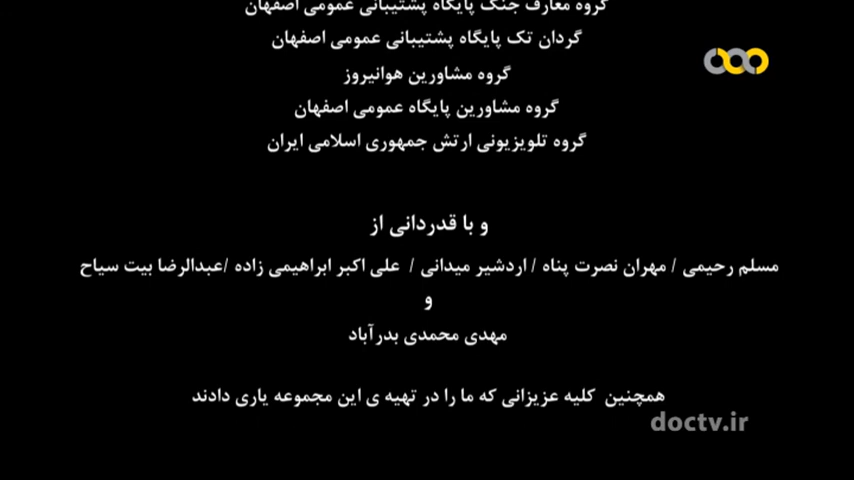 گروه معارف جنگ پایگاه پشتیبانی عمومی اصفهان
گردان تک پایگاه پشتیبانی عمومی اصفهان
گروه مشاورین هوانیروز
گروه مشاورین پایگاه عمومی اصفهان
گروه تلویزیونی ارتش جمهوری اسلامی ایران
و با قدردانی از
مسلم رحیمی / مهران نصرت پناه / اردشیر میدانی / علی اکبر ابراهیمی زاده /عبدالرضا بیت سیاح
و
مهدی محمدی بدرآباد
همچنین کلیه عزیزانی که ما را در تهیه ی این مجموعه یاری دادند
doctv.ir